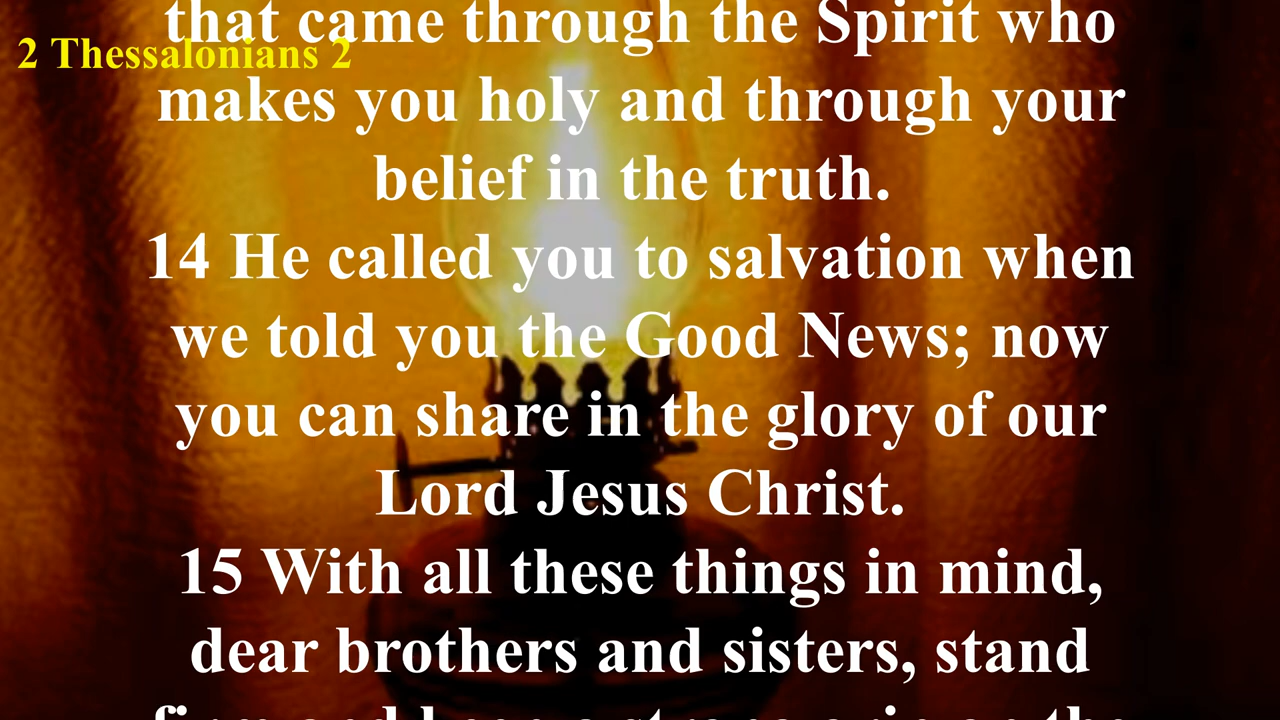 2 Thessalonians 2
that came through the Spirit who
makes you holy and through your
belief in the truth.
14 He called you to salvation when
we told you the Good News; now
you can share in the glory of our
Lord Jesus Christ.
15 With all these things in mind,
dear brothers and sisters, stand